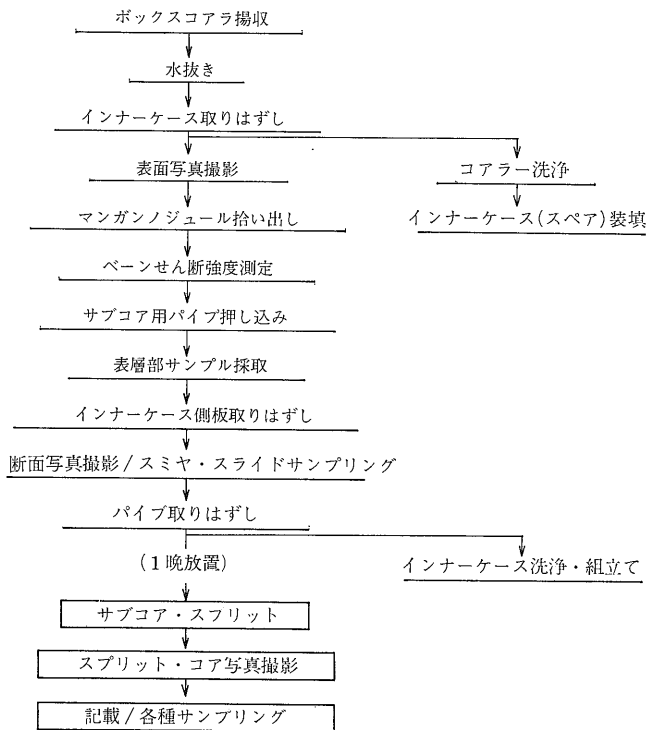 ボックスコアラ揚収
水抜き
インナーケース取りはずし
表面写真撮影
コアラー洗浄
マンガンノジュール拾い出し
インナーケース(スペア)装填
ベーンせん断強度測定
サブコア用パイプ押し込み
表層部サンプル採取
インナーケース側板取りはずし
断面写真撮影/スミヤ・スライドサンプリング
パイプ取りはずし
(1晩放置)
インナーケース洗浄・組立て
サブコア・スフリット
スプリット・コア写真撮影
記載/各種サンプリング